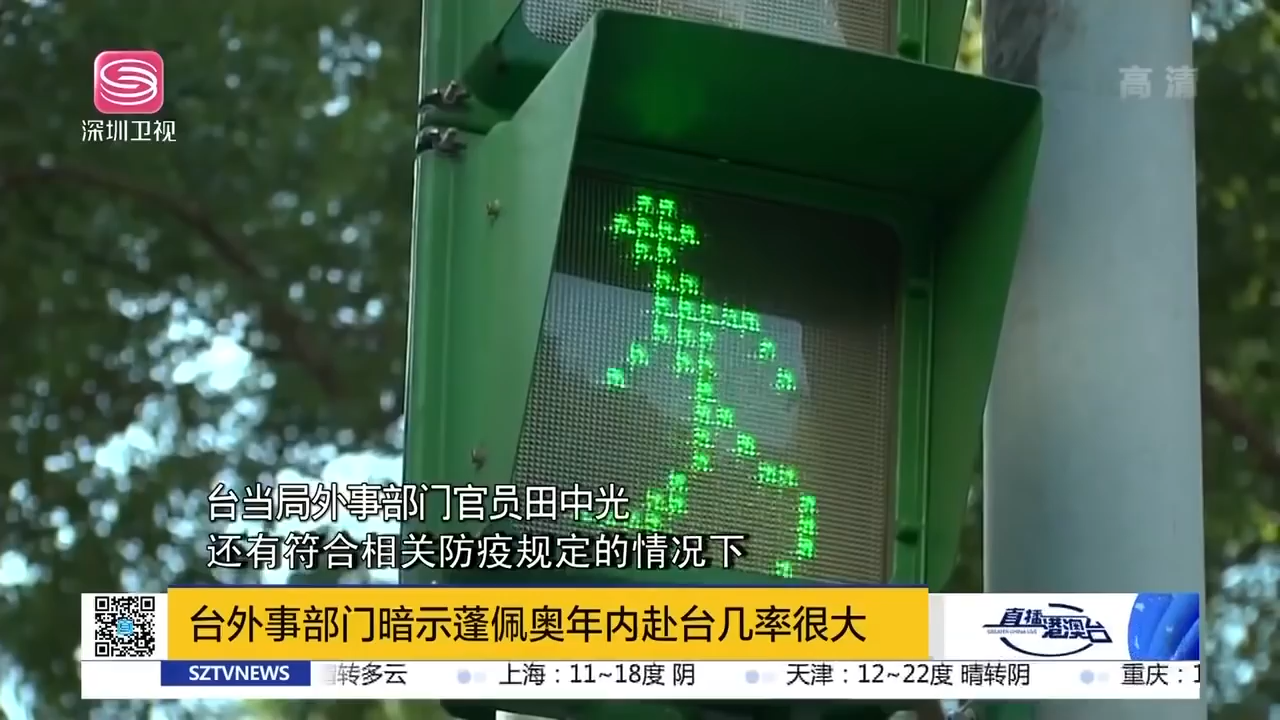 深圳卫视
高清
台当局外事部门官员田中光
还有符合相关防疫规定的情况下
台外事部门暗示蓬佩奥年内赴台几率很大
直播港澳台
SZTVNEWS
转多云
上海：11~18度 阴
天津：12~22度 晴转阴
重庆：1